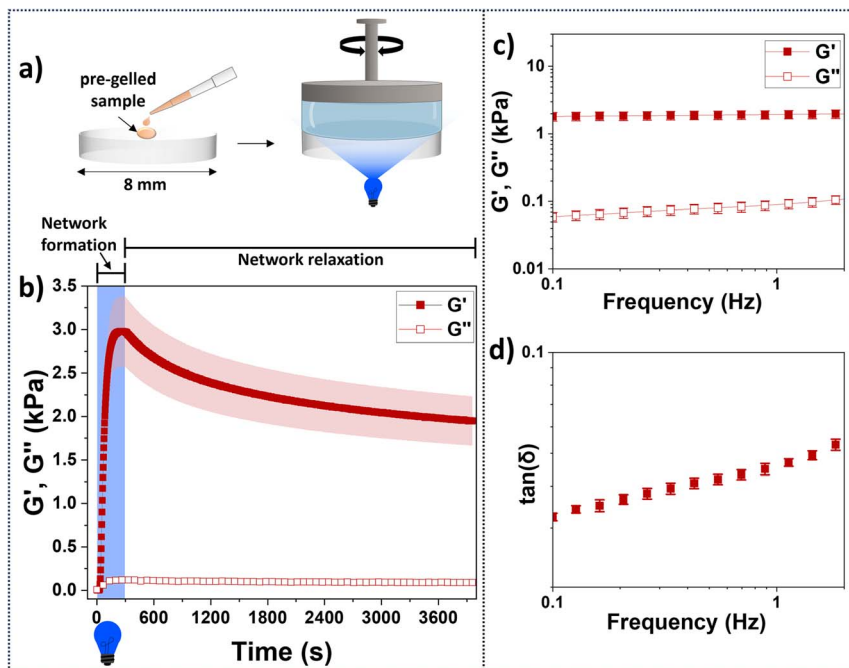 a)
pre-gelled
sample
8 mm
Network
formation
Network relaxation
b)
G', G'' (kPa)
3.5
3.0
2.5
2.0
1.5
1.0
0.5
0.0
G'
G''
0 600 1200 1800 2400 3000 3600
Time (s)
c)
G', G'' (kPa)
10
1
0.1
0.01
G'
G''
0.1 1
Frequency (Hz)
d)
tan(δ)
0.1
0.1 1
Frequency (Hz)